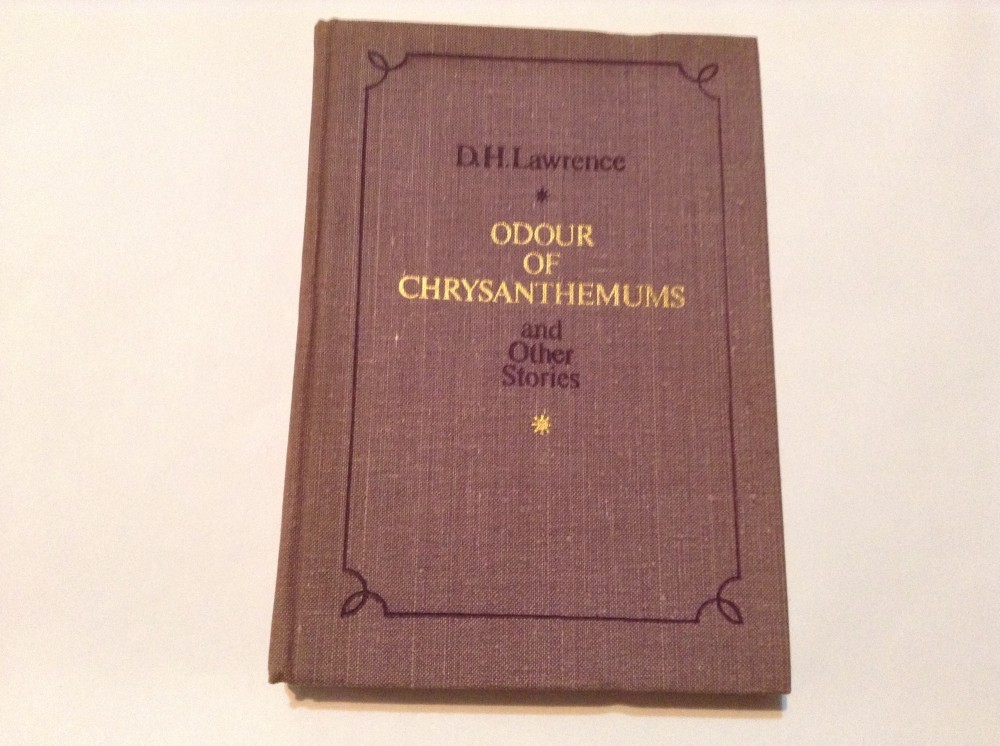 D.H.Lawrence
ODOUR
OF
CHRYSANTHEMUMS
and
Other
Stories